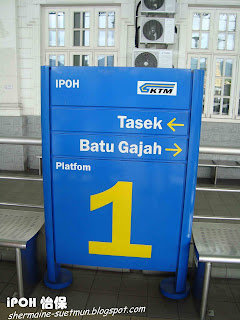 IPOH
KTM
Tasek ←
Batu Gajah →
Platfom
1
iPOH 怡保
shermaine-suetmun.blogspot.com